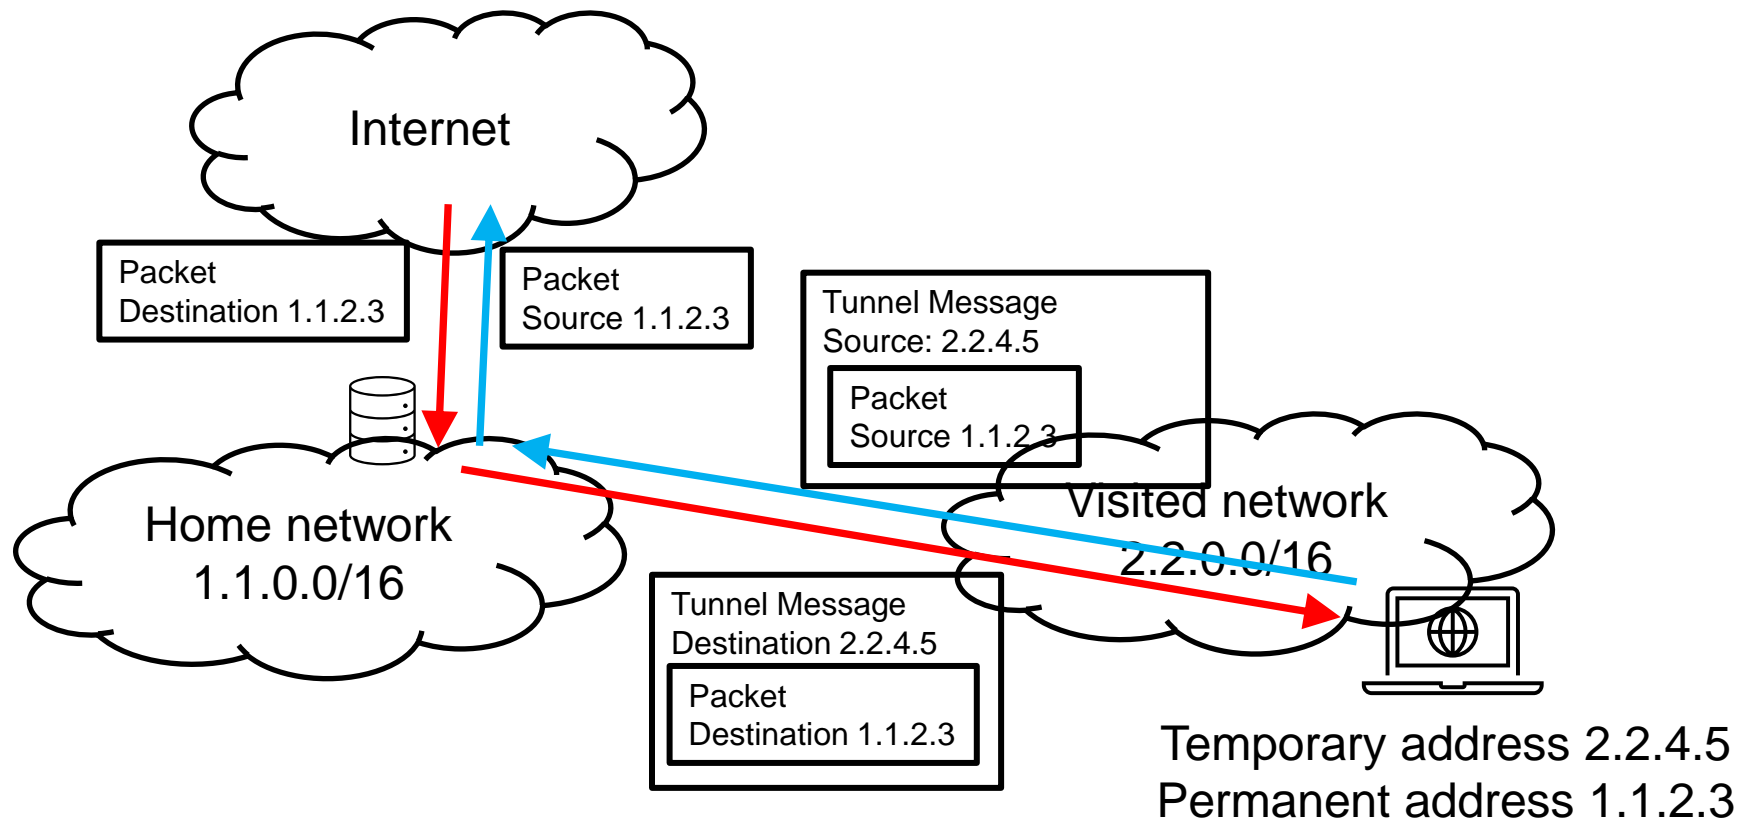 Internet
Packet
Destination 1.1.2.3
Packet
Source 1.1.2.3
Tunnel Message
Source: 2.2.4.5
Packet
Source 1.1.2.3
Home network
1.1.0.0/16
Visited network
2.2.0.0/16
Tunnel Message
Destination 2.2.4.5
Packet
Destination 1.1.2.3
Temporary address 2.2.4.5
Permanent address 1.1.2.3